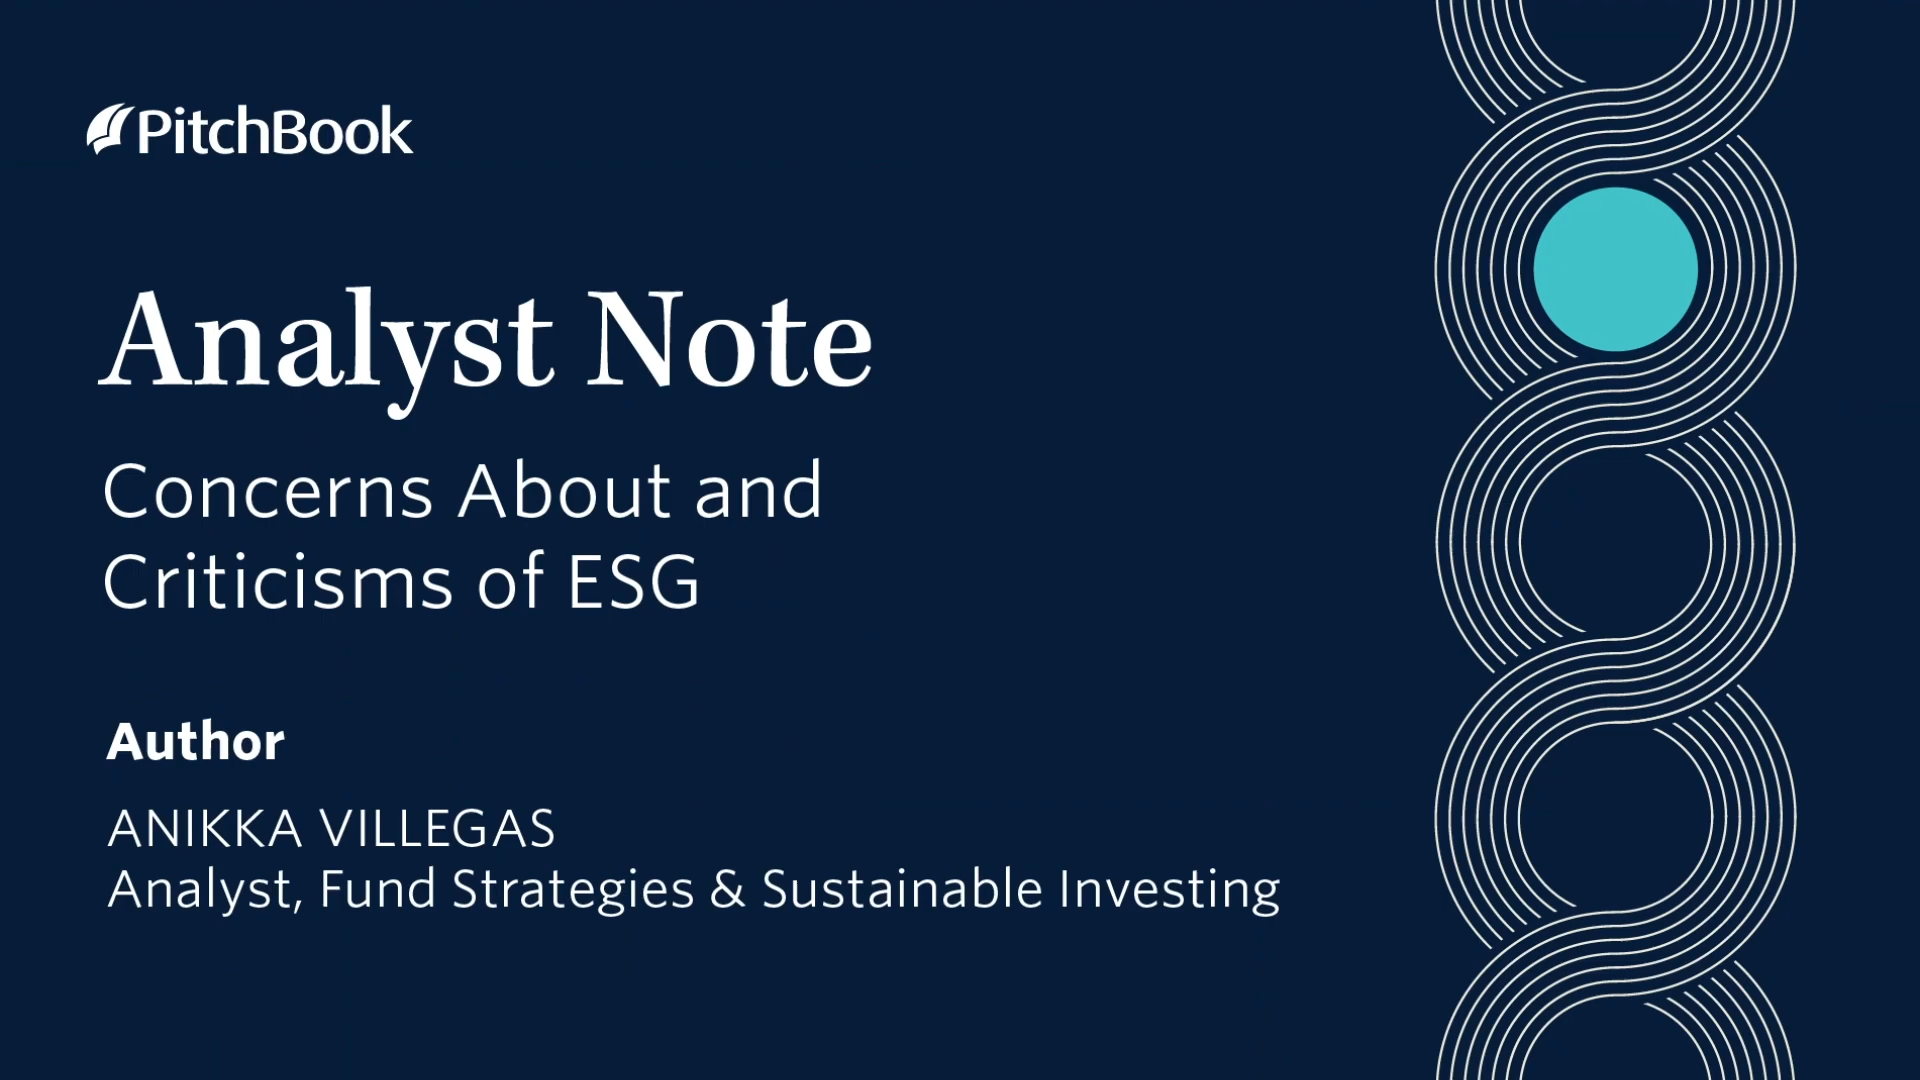 PitchBook
Analyst Note
Concerns About and
Criticisms of ESG
Author
ANIKKA VILLEGAS
Analyst, Fund Strategies & Sustainable Investing